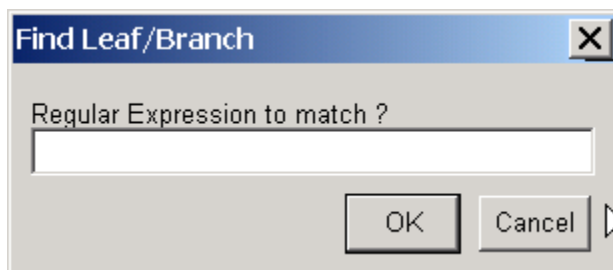 Find Leaf/Branch
Regular Expression to match ?
OK Cancel